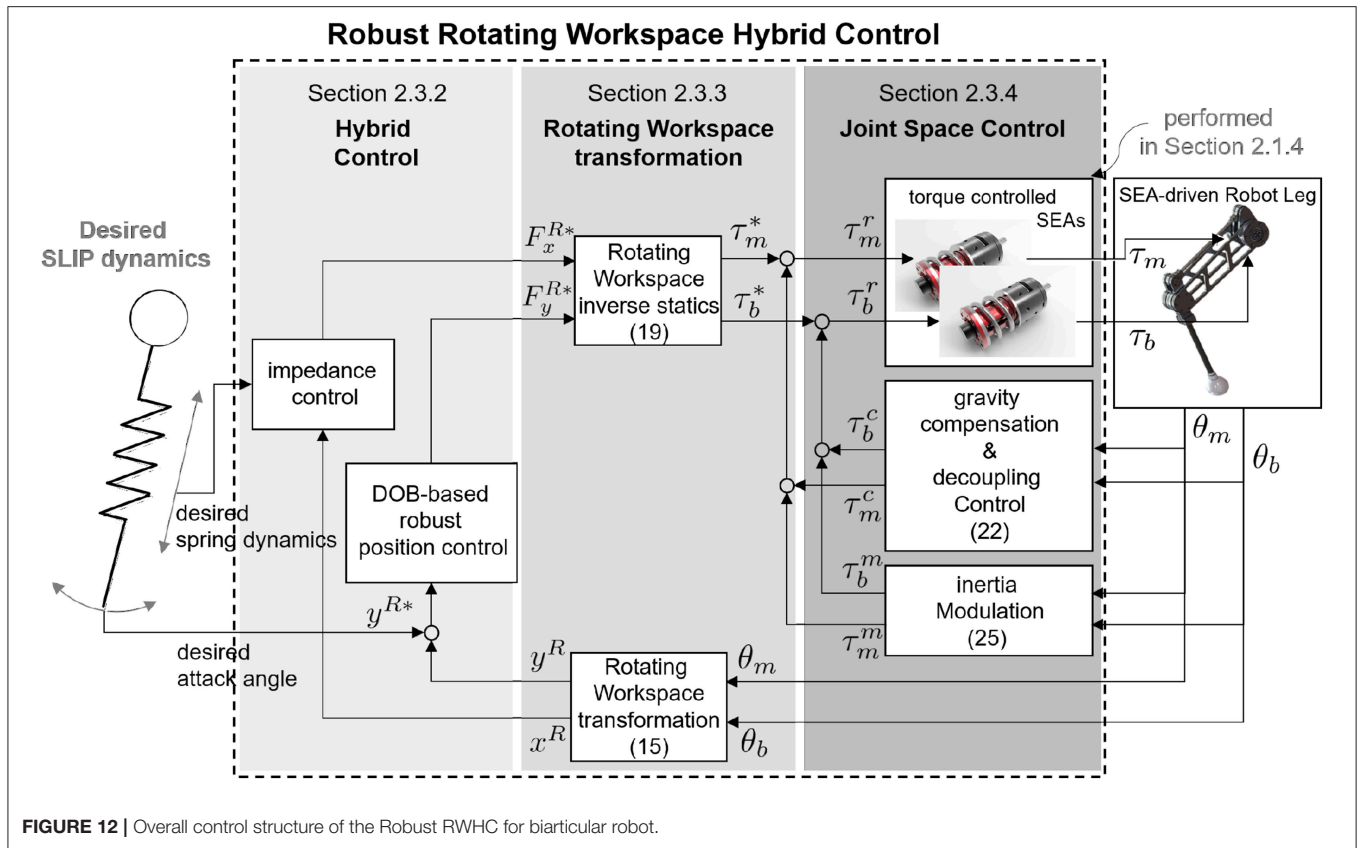 Robust Rotating Workspace Hybrid Control
Section 2.3.2
Hybrid
Control
Section 2.3.3
Rotating Workspace
transformation
Section 2.3.4
Joint Space Control
performed
in Section 2.1.4
Desired
SLIP dynamics
desired
spring dynamics
desired
attack angle
impedance
control
DOB-based
robust
position control
y^{R*}
F_x^{R*}
F_y^{R*}
Rotating
Workspace
inverse statics
(19)
τ_m^*
τ_b^*
τ_m^r
τ_b^r
torque controlled
SEAs
SEA-driven Robot Leg
τ_m
τ_b
θ_m
θ_b
τ_b^c
τ_m^c
gravity
compensation
&
decoupling
Control
(22)
τ_b^m
τ_m^m
inertia
Modulation
(25)
y^R
x^R
Rotating
Workspace
transformation
(15)
θ_m
θ_b
FIGURE 12 | Overall control structure of the Robust RWHC for biarticular robot.